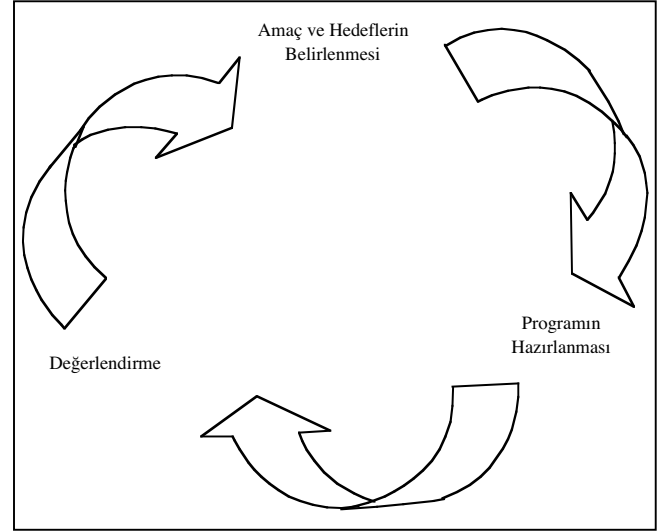 Amaç ve Hedeflerin
Belirlenmesi
Programın
Hazırlanması
Değerlendirme